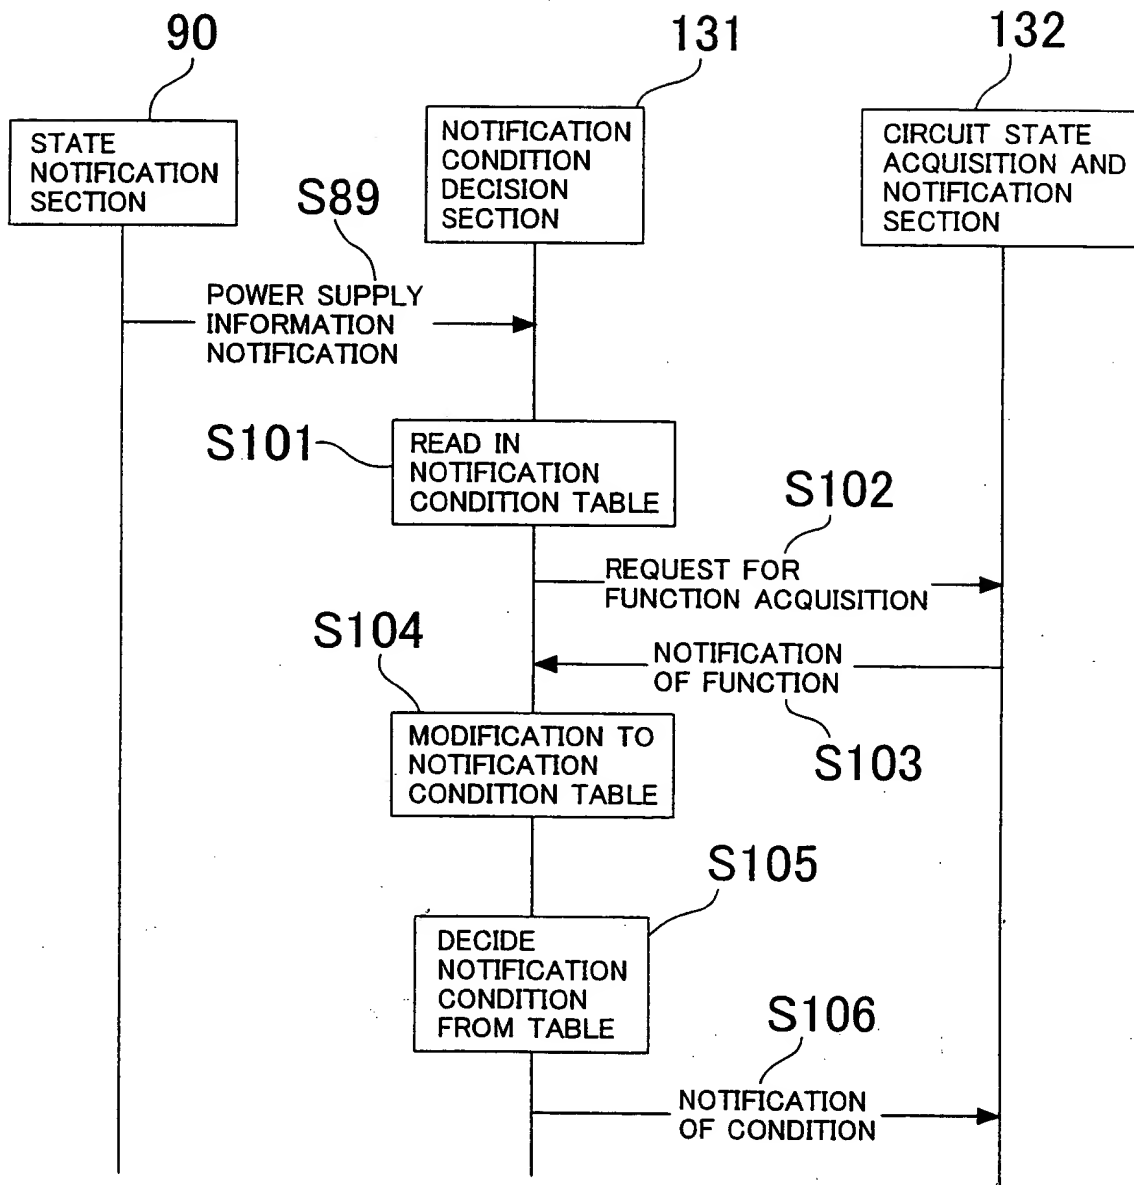 90
131
132
STATE
NOTIFICATION
SECTION
NOTIFICATION
CONDITION
DECISION
SECTION
CIRCUIT STATE
ACQUISITION AND
NOTIFICATION
SECTION
S89
POWER SUPPLY
INFORMATION
NOTIFICATION
S101
READ IN
NOTIFICATION
CONDITION TABLE
S102
REQUEST FOR
FUNCTION ACQUISITION
S104
NOTIFICATION
OF FUNCTION
S103
MODIFICATION TO
NOTIFICATION
CONDITION TABLE
S105
DECIDE
NOTIFICATION
CONDITION
FROM TABLE
S106
NOTIFICATION
OF CONDITION